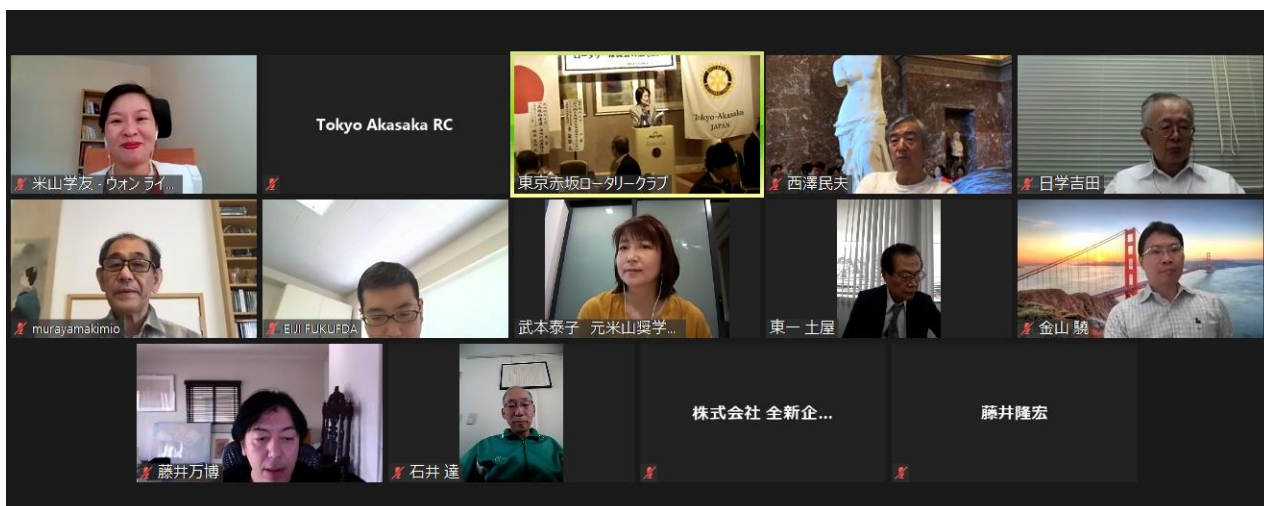 米山学友 - ウォン ライ...
Tokyo Akasaka RC
Tokyo-Akasaka
JAPAN
東京赤坂ロータリークラブ
西澤民夫
日学吉田
murayamakimio
EIJI FUKUFDA
武本泰子 元米山奨学...
東一 土屋
金山 驍
藤井万博
石井 達
株式会社 全新企...
藤井隆宏